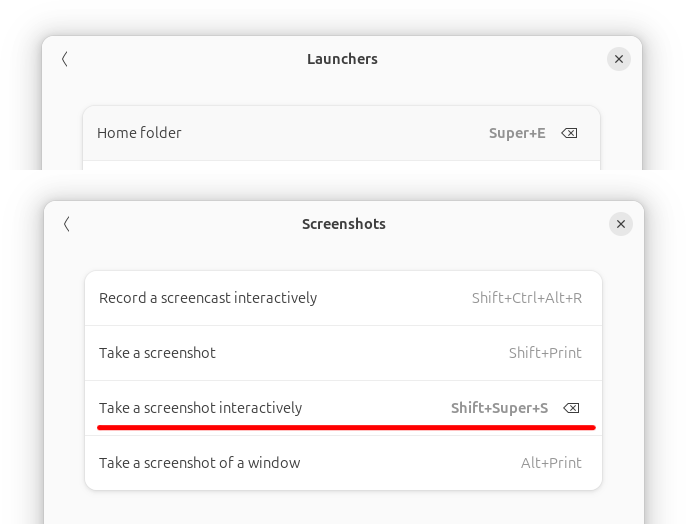 Launchers
Home folder Super+E
Screenshots
Record a screencast interactively Shift+Ctrl+Alt+R
Take a screenshot Shift+Print
Take a screenshot interactively Shift+Super+S
Take a screenshot of a window Alt+Print